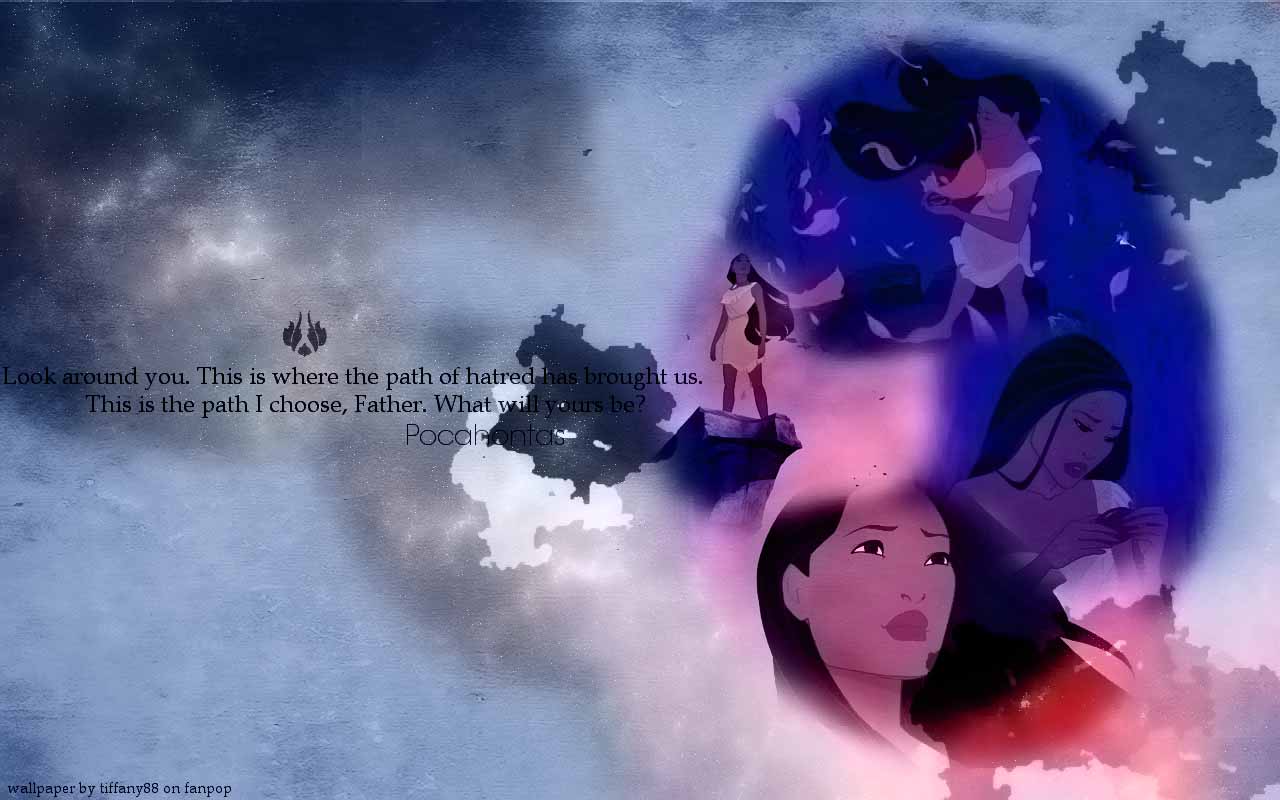 Look around you. This is where the path of hatred has brought us.
This is the path I choose, Father. What will yours be?
Pocahontas
wallpaper by tiffany88 on fanpop